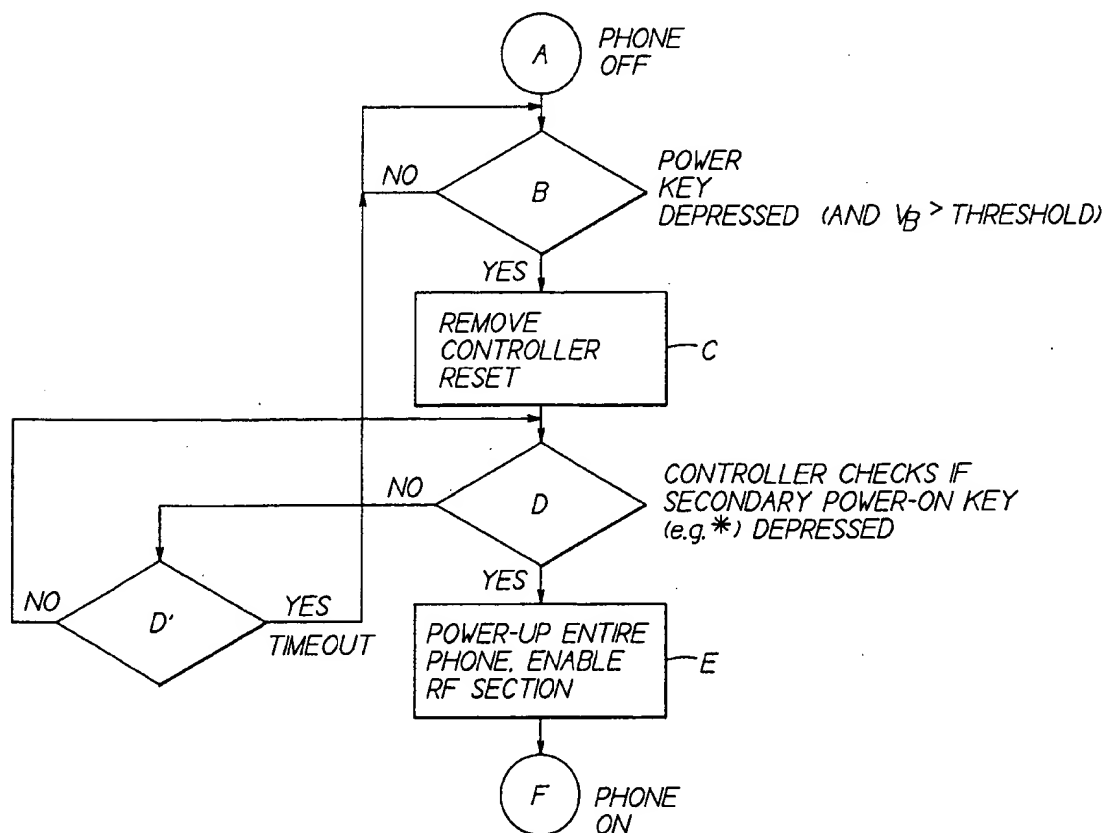 A
PHONE
OFF
NO
B
POWER
KEY
DEPRESSED (AND VB > THRESHOLD)
YES
REMOVE
CONTROLLER
RESET
C
NO
D
CONTROLLER CHECKS IF
SECONDARY POWER-ON KEY
(e.g.*) DEPRESSED
YES
NO
D'
YES
TIMEOUT
POWER-UP ENTIRE
PHONE, ENABLE
RF SECTION
E
F
PHONE
ON